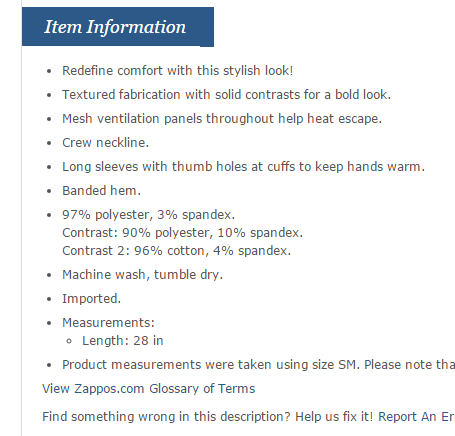 Item Information
Redefine comfort with this stylish look!
Textured fabrication with solid contrasts for a bold look.
Mesh ventilation panels throughout help heat escape.
Crew neckline.
Long sleeves with thumb holes at cuffs to keep hands warm.
Banded hem.
97% polyester, 3% spandex.
Contrast: 90% polyester, 10% spandex.
Contrast 2: 96% cotton, 4% spandex.
Machine wash, tumble dry.
Imported.
Measurements:
Length: 28 in
Product measurements were taken using size SM. Please note tha
View Zappos.com Glossary of Terms
Find something wrong in this description? Help us fix it! Report An Er